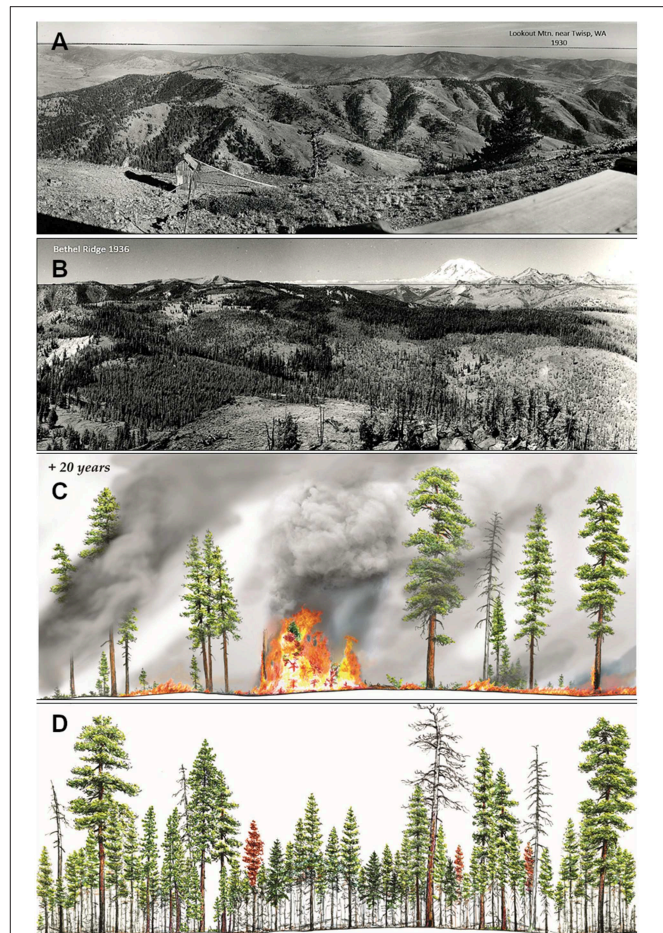 A
Lookout Mtn. near Twisp, WA
1930
Bethel Ridge 1936
B
+ 20 years
C
D